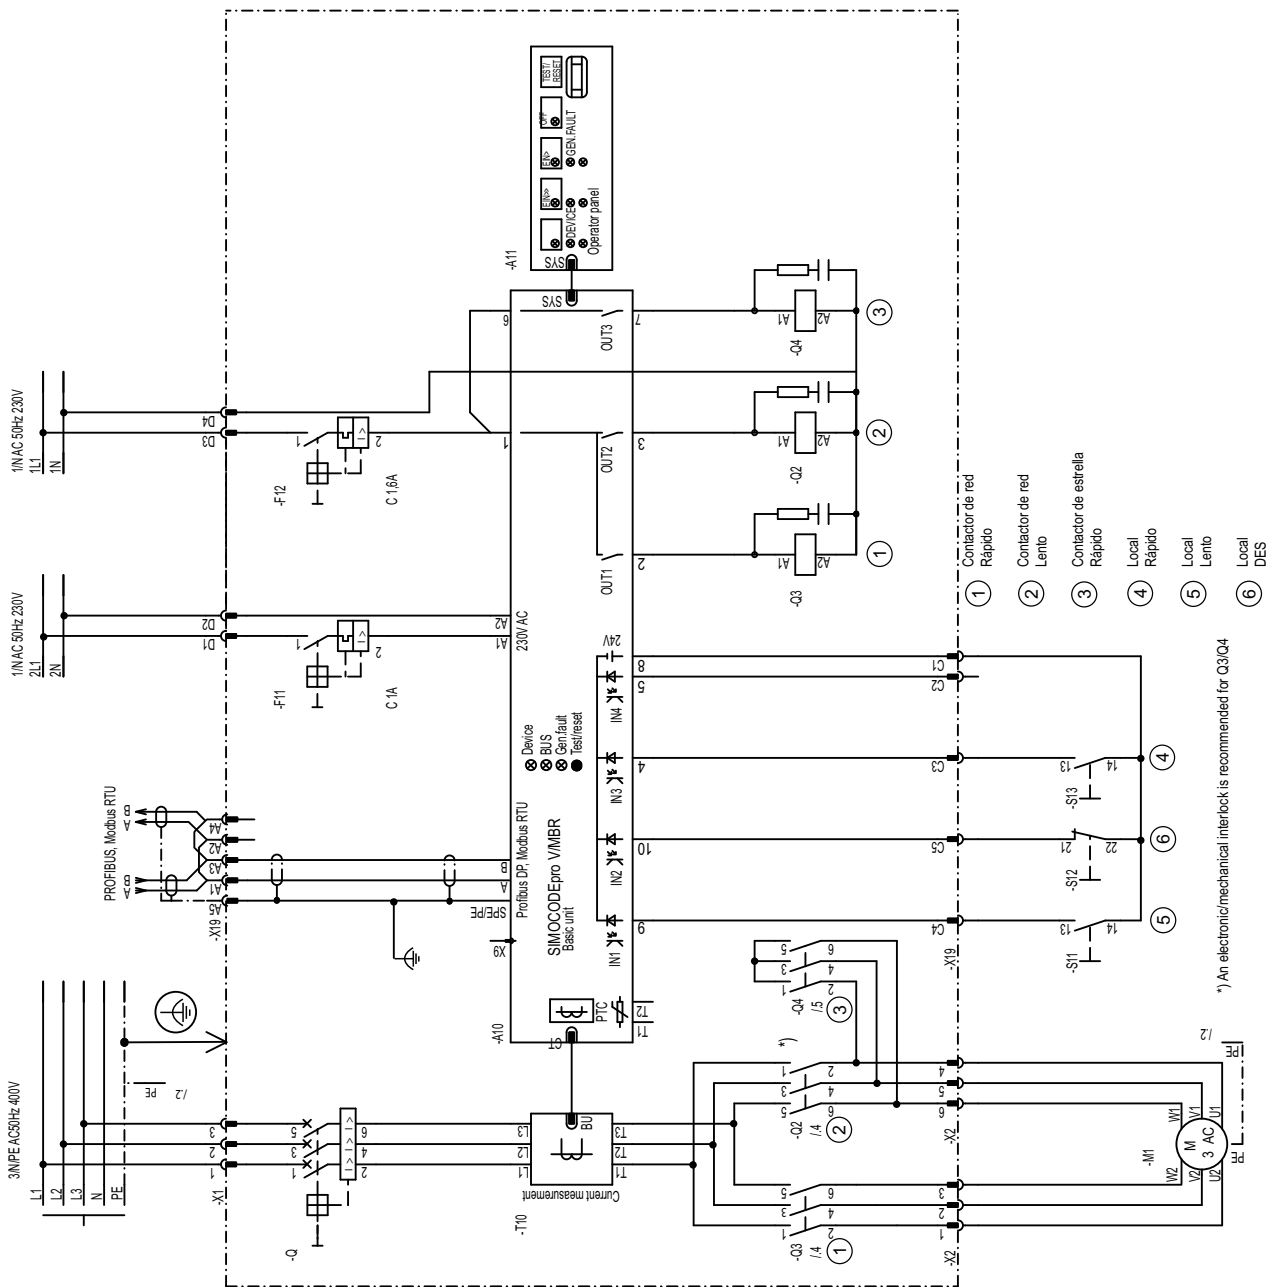 3/N/PE AC50Hz 400V
L1
L2
L3
N
PE
PE
/.2
-X1
1
2
3
-Q
1
3
5
2
4
6
I >
I >
I >
-T10
L1
L2
L3
BU
Current measurement
T1
T2
T3
PROFIBUS, Modbus RTU
A
B
A
B
-X19
A5
A1
A3
A2
A4
SPE/PE
A
B
Profibus DP, Modbus RTU
X9
-A10
SIMOCODEpro V/MBR
Basic unit
CT
PTC
T1
T2
Device
BUS
Gen.fault
Test/reset
1/N AC 50Hz 230V
2L1
2N
D1
D2
-F11
1
2
I >
C 1A
A1
A2
230V AC
1/N AC 50Hz 230V
1L1
1N
D3
D4
-F12
1
2
I >
C 1,6A
1
6
SYS
-A11
SYS
DEVICE
GEN.FAULT
Operator panel
EIN>>
EIN>
OFF
TEST/
RESET
IN1
IN2
IN3
IN4
24V
9
10
4
5
8
OUT1
OUT2
OUT3
2
3
7
-Q3
A1
A2
1
-Q2
A1
A2
2
-Q4
A1
A2
3
-X19
C4
C5
C3
C2
C1
-S11
13
14
5
-S12
21
22
6
-S13
13
14
4
-Q3
/.4
1
1
3
5
2
4
6
-Q2
/.4
2
5
3
1
6
4
2
*)
-Q4
/.5
3
1
3
5
2
4
6
-X2
1
2
3
-X2
6
5
4
-M1
W2
V2
U2
W1
V1
U1
M
3 AC
PE
PE
/.2
1
Contactor de red
Rápido
2
Contactor de red
Lento
3
Contactor de estrella
Rápido
4
Local
Rápido
5
Local
Lento
6
Local
DES
*) An electronic/mechanical interlock is recommended for Q3/Q4